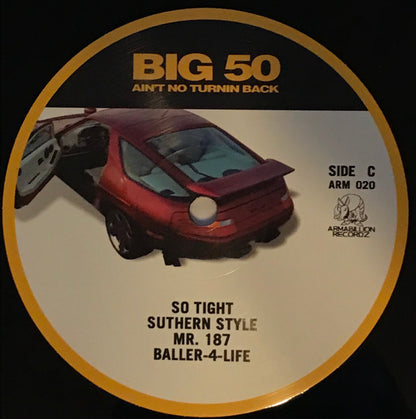 BIG 50
AIN'T NO TURNIN BACK
SIDE C
ARM 020
ARMABILLION
RECORDZ
SO TIGHT
SUTHERN STYLE
MR. 187
BALLER-4-LIFE